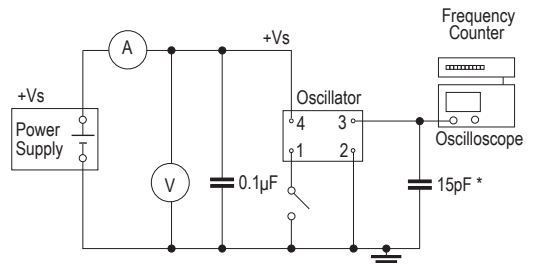 Frequency
Counter
+Vs
A
+Vs
Oscillator
Power
Supply
4 3
1 2
Oscilloscope
V
0.1µF
15pF *